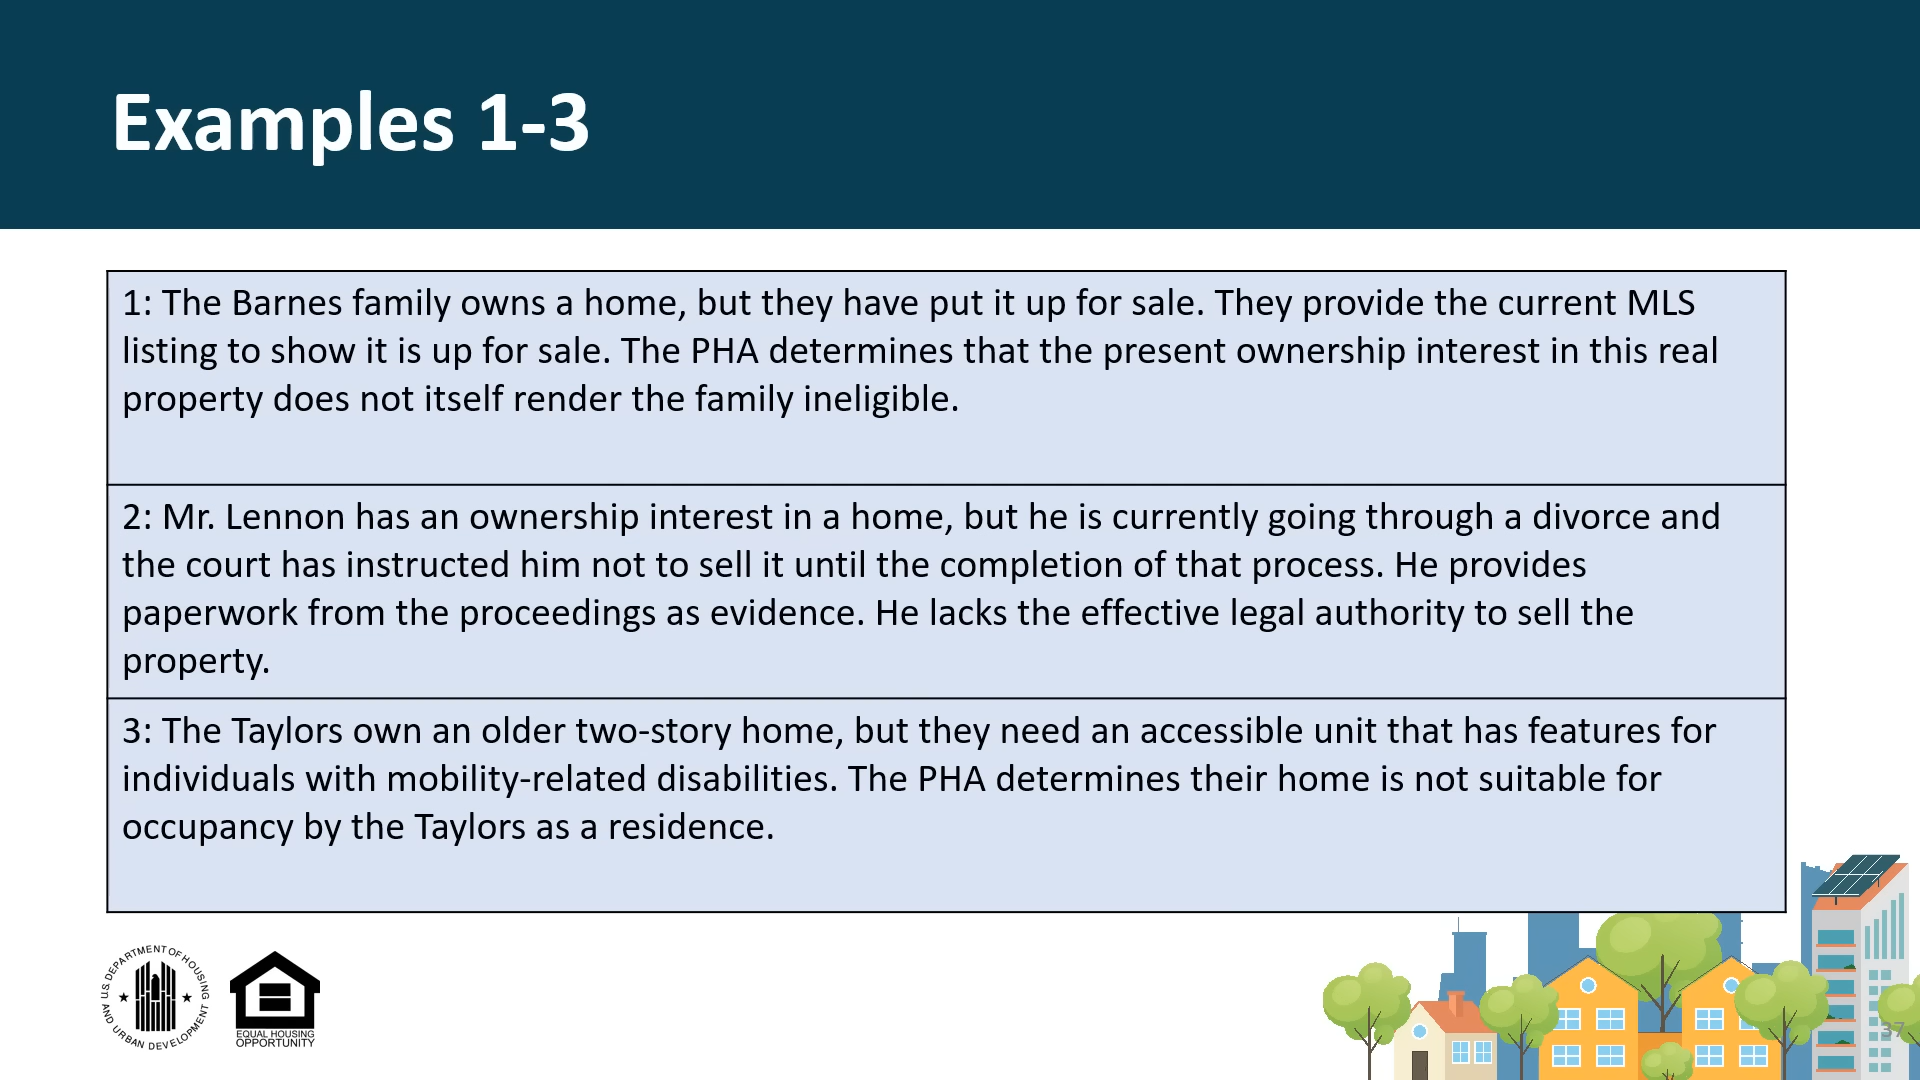 Examples 1-3
1: The Barnes family owns a home, but they have put it up for sale. They provide the current MLS
listing to show it is up for sale. The PHA determines that the present ownership interest in this real
property does not itself render the family ineligible.
2: Mr. Lennon has an ownership interest in a home, but he is currently going through a divorce and
the court has instructed him not to sell it until the completion of that process. He provides
paperwork from the proceedings as evidence. He lacks the effective legal authority to sell the
property.
3: The Taylors own an older two-story home, but they need an accessible unit that has features for
individuals with mobility-related disabilities. The PHA determines their home is not suitable for
occupancy by the Taylors as a residence.
U.S. DEPARTMENT OF HOUSING
AND URBAN DEVELOPMENT
EQUAL HOUSING
OPPORTUNITY
37